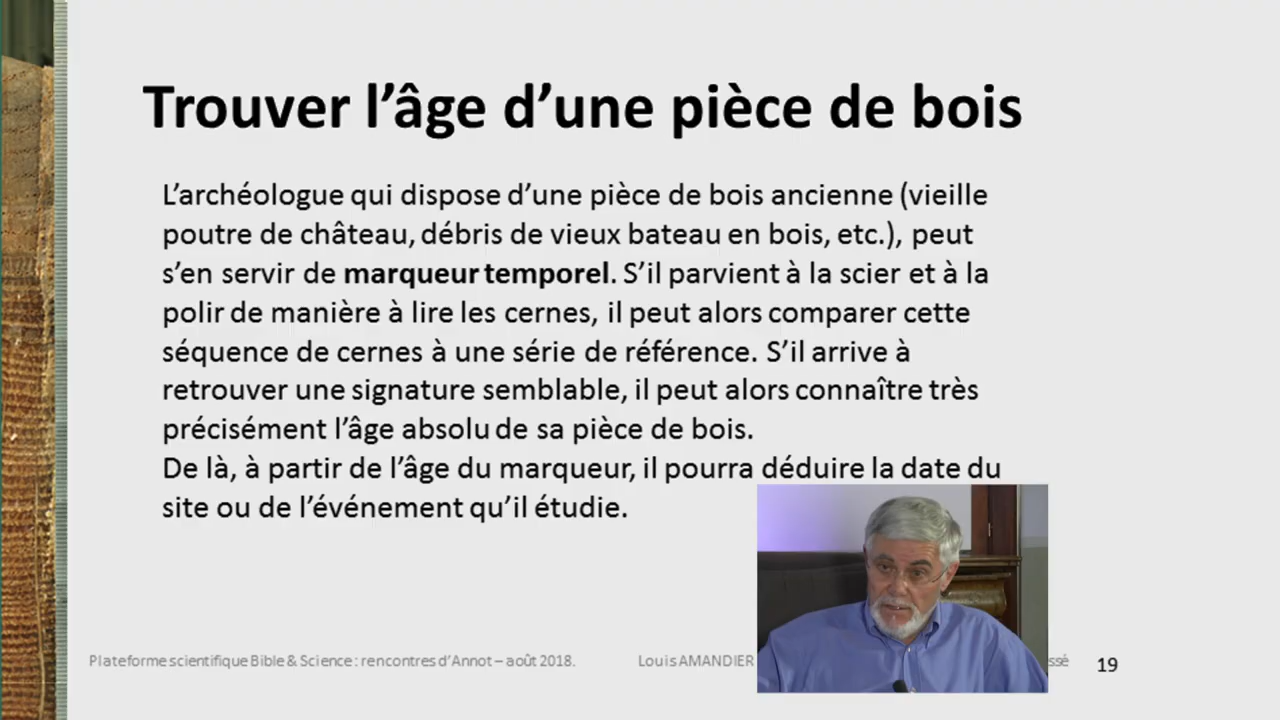 Trouver l’âge d’une pièce de bois
L’archéologue qui dispose d’une pièce de bois ancienne (vieille
poutre de château, débris de vieux bateau en bois, etc.), peut
s’en servir de marqueur temporel. S’il parvient à la scier et à la
polir de manière à lire les cernes, il peut alors comparer cette
séquence de cernes à une série de référence. S’il arrive à
retrouver une signature semblable, il peut alors connaître très
précisément l’âge absolu de sa pièce de bois.
De là, à partir de l’âge du marqueur, il pourra déduire la date du
site ou de l’événement qu’il étudie.
Plateforme scientifique Bible & Science : rencontres d’Annot – août 2018. Louis AMANDIER 19